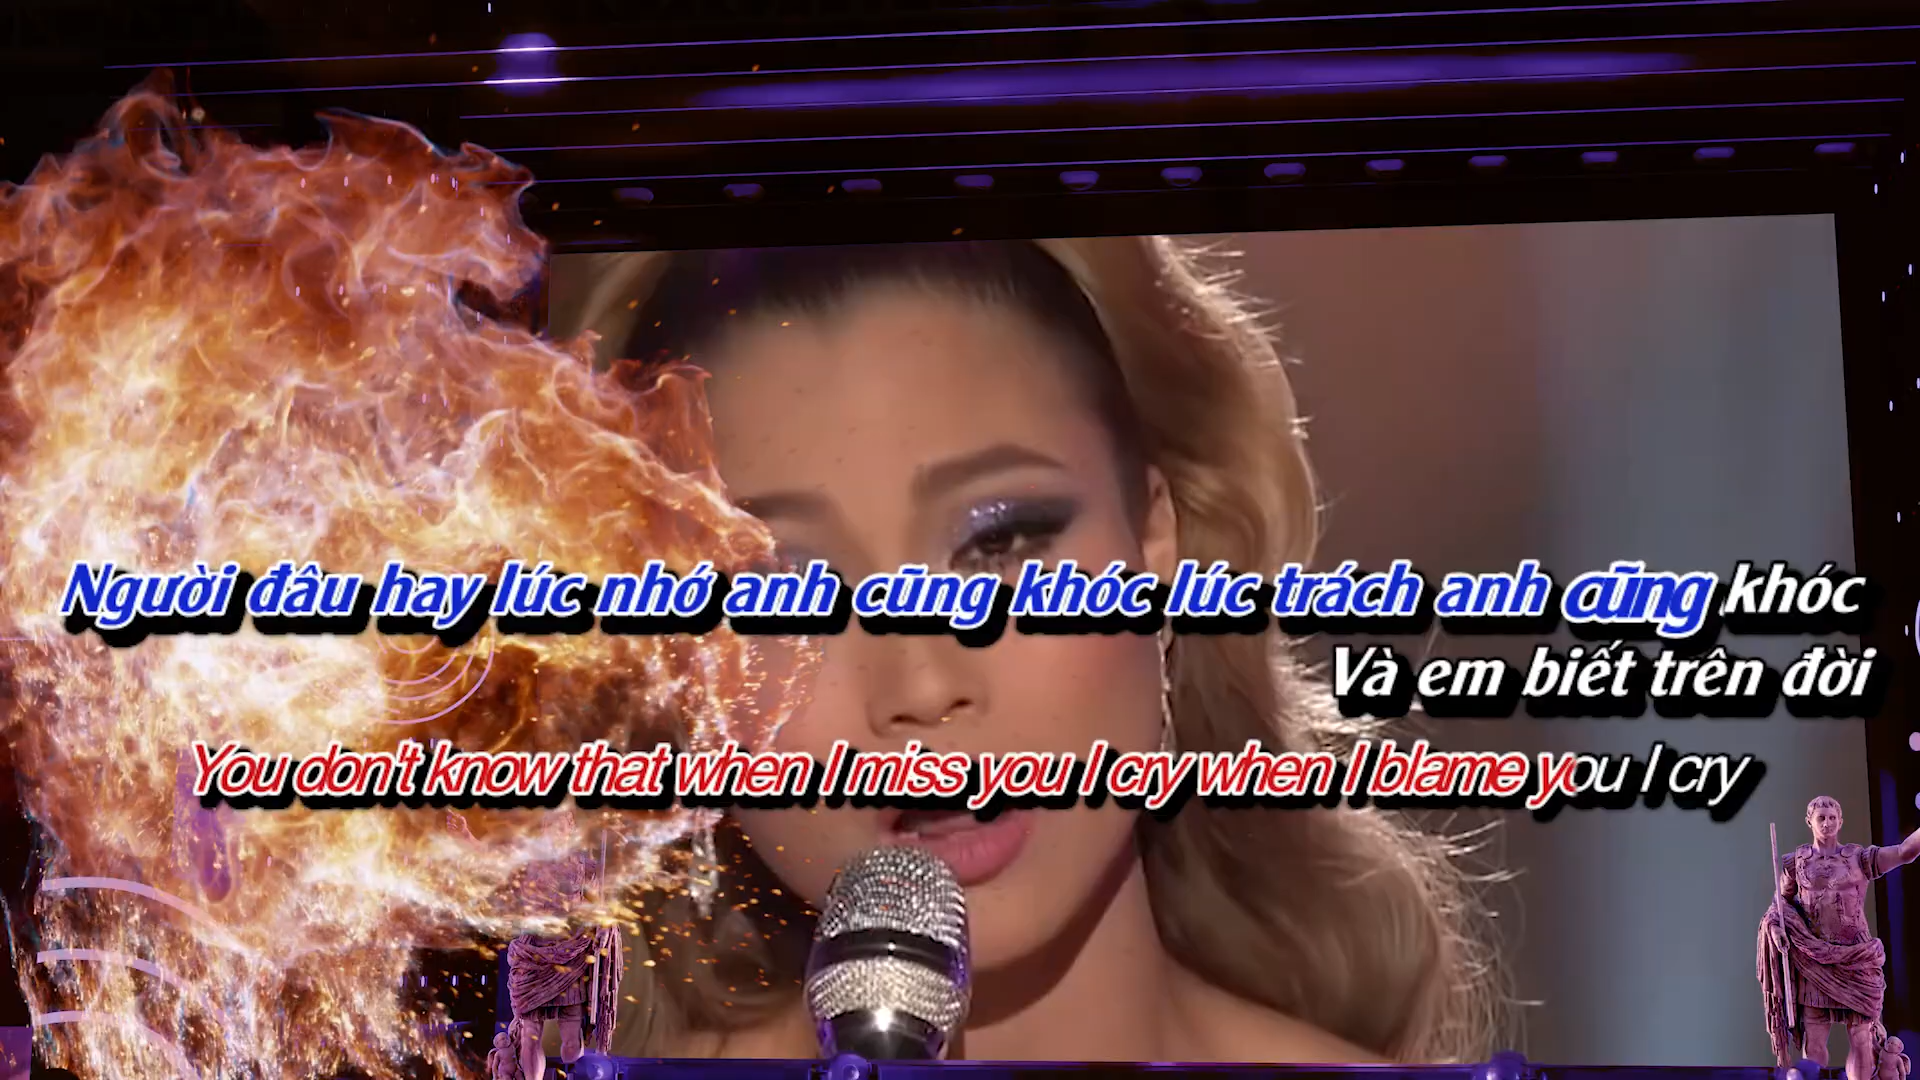 Người đâu hay lúc nhớ anh cũng khóc lúc trách anh cũng khóc
Và em biết trên đời
You don't know that when I miss you I cry when I blame you I cry